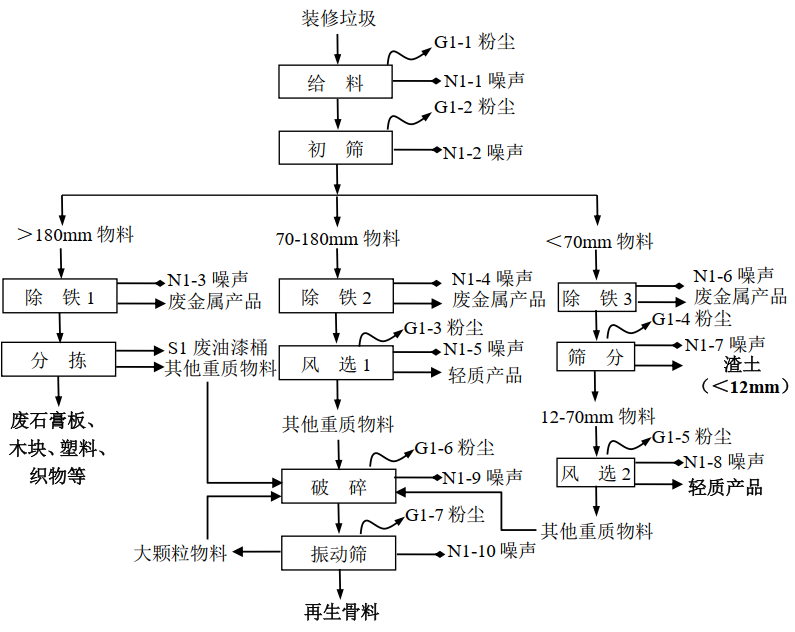 装修垃圾
G1-1 粉尘
给 料
N1-1 噪声
G1-2 粉尘
初 筛
N1-2 噪声
＞180mm 物料
70-180mm 物料
＜70mm 物料
N1-3 噪声
除 铁 1
废金属产品
N1-4 噪声
除 铁 2
废金属产品
N1-6 噪声
除 铁 3
废金属产品
G1-3 粉尘
G1-4 粉尘
S1 废油漆桶
分 拣
其他重质物料
N1-5 噪声
风 选 1
轻质产品
N1-7 噪声
筛 分
渣土
（＜12mm）
废石膏板、
木块、塑料、
织物等
其他重质物料
12-70mm 物料
G1-6 粉尘
G1-5 粉尘
N1-9 噪声
破 碎
N1-8 噪声
风 选 2
轻质产品
G1-7 粉尘
其他重质物料
大颗粒物料
振动筛
N1-10 噪声
再生骨料